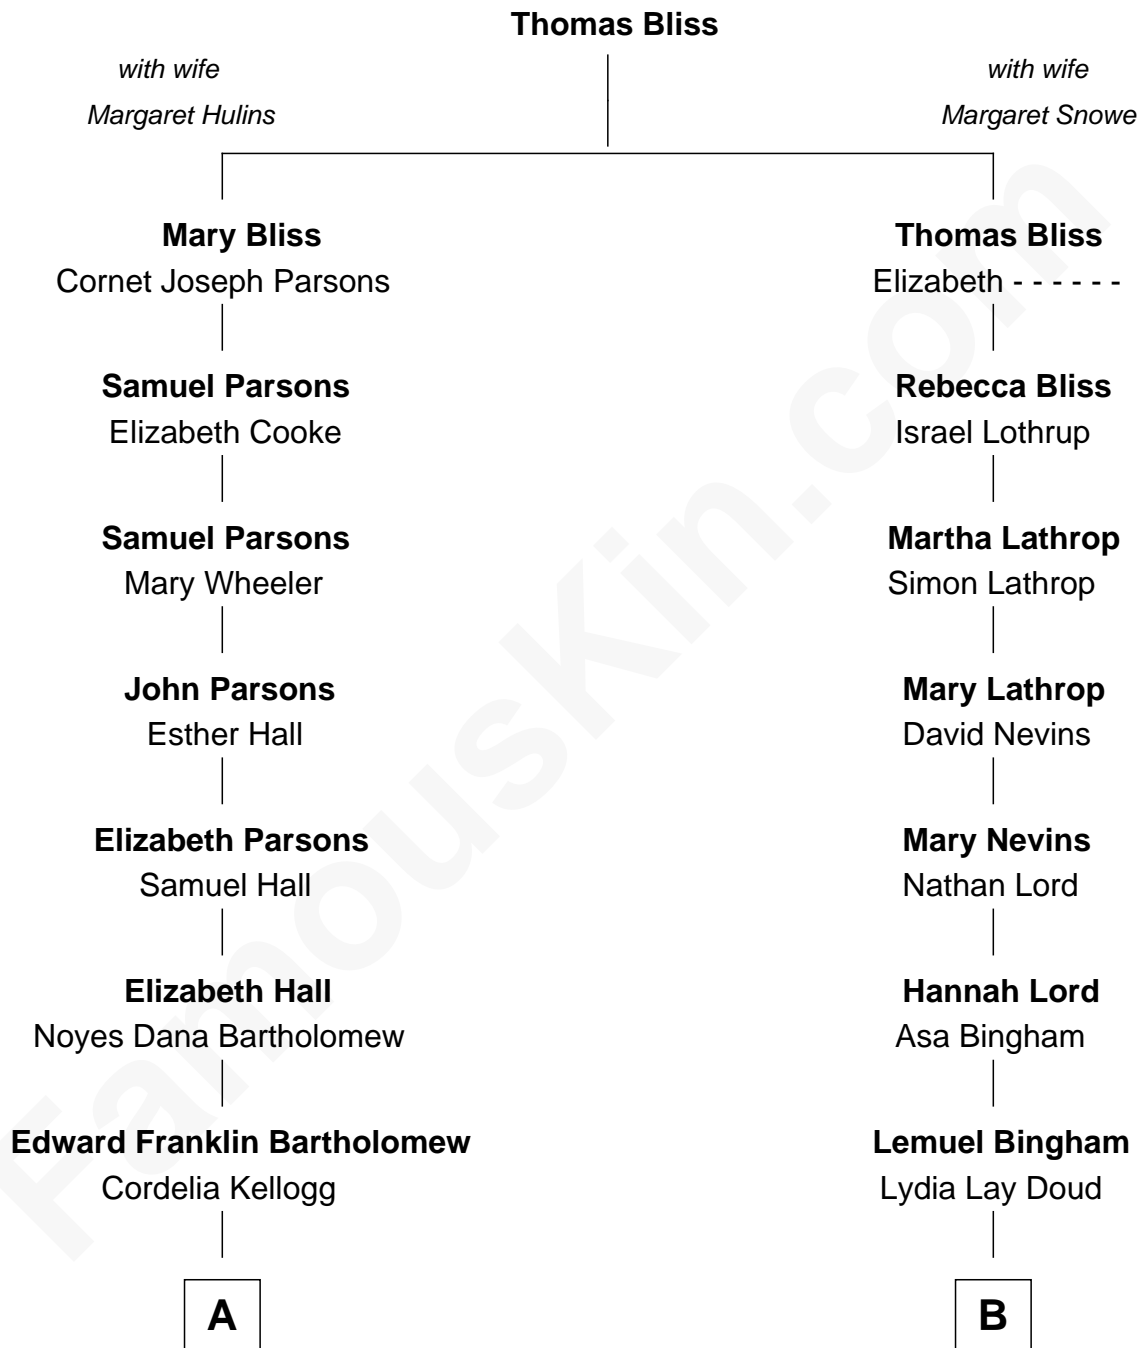 Thomas Bliss
with wife
Margaret Hulins
with wife
Margaret Snowe
Mary Bliss
Cornet Joseph Parsons
Thomas Bliss
Elizabeth - - - - - -
Samuel Parsons
Elizabeth Cooke
Rebecca Bliss
Israel Lothrup
Samuel Parsons
Mary Wheeler
Martha Lathrop
Simon Lathrop
John Parsons
Esther Hall
Mary Lathrop
David Nevins
Elizabeth Parsons
Samuel Hall
Mary Nevins
Nathan Lord
Elizabeth Hall
Noyes Dana Bartholomew
Hannah Lord
Asa Bingham
Edward Franklin Bartholomew
Cordelia Kellogg
Lemuel Bingham
Lydia Lay Doud
A
B
FamousKin.com